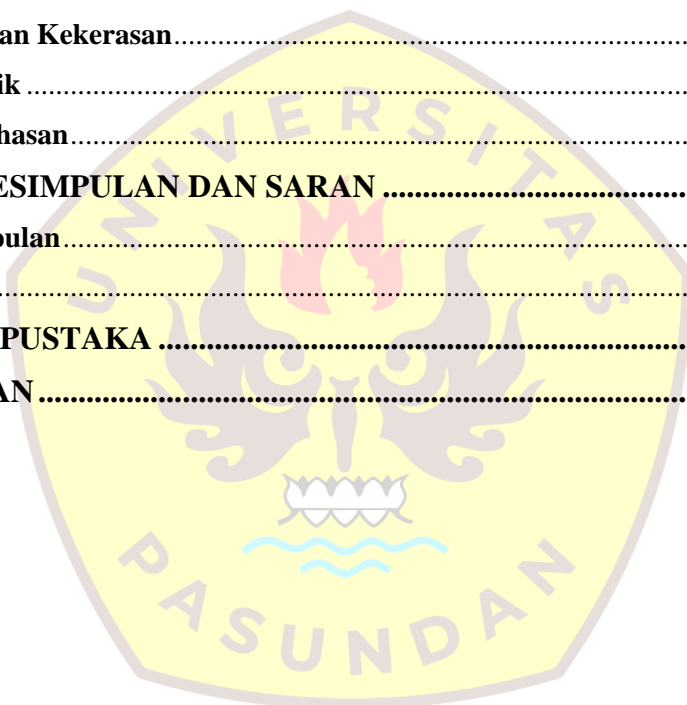 an Kekerasan................................................................................
ik................................................................................
hasan................................................................................
ESIMPULAN DAN SARAN................................................................................
pulan................................................................................
................................................................................
PUSTAKA................................................................................
AN................................................................................
UNIVERSITAS
PASUNDAN